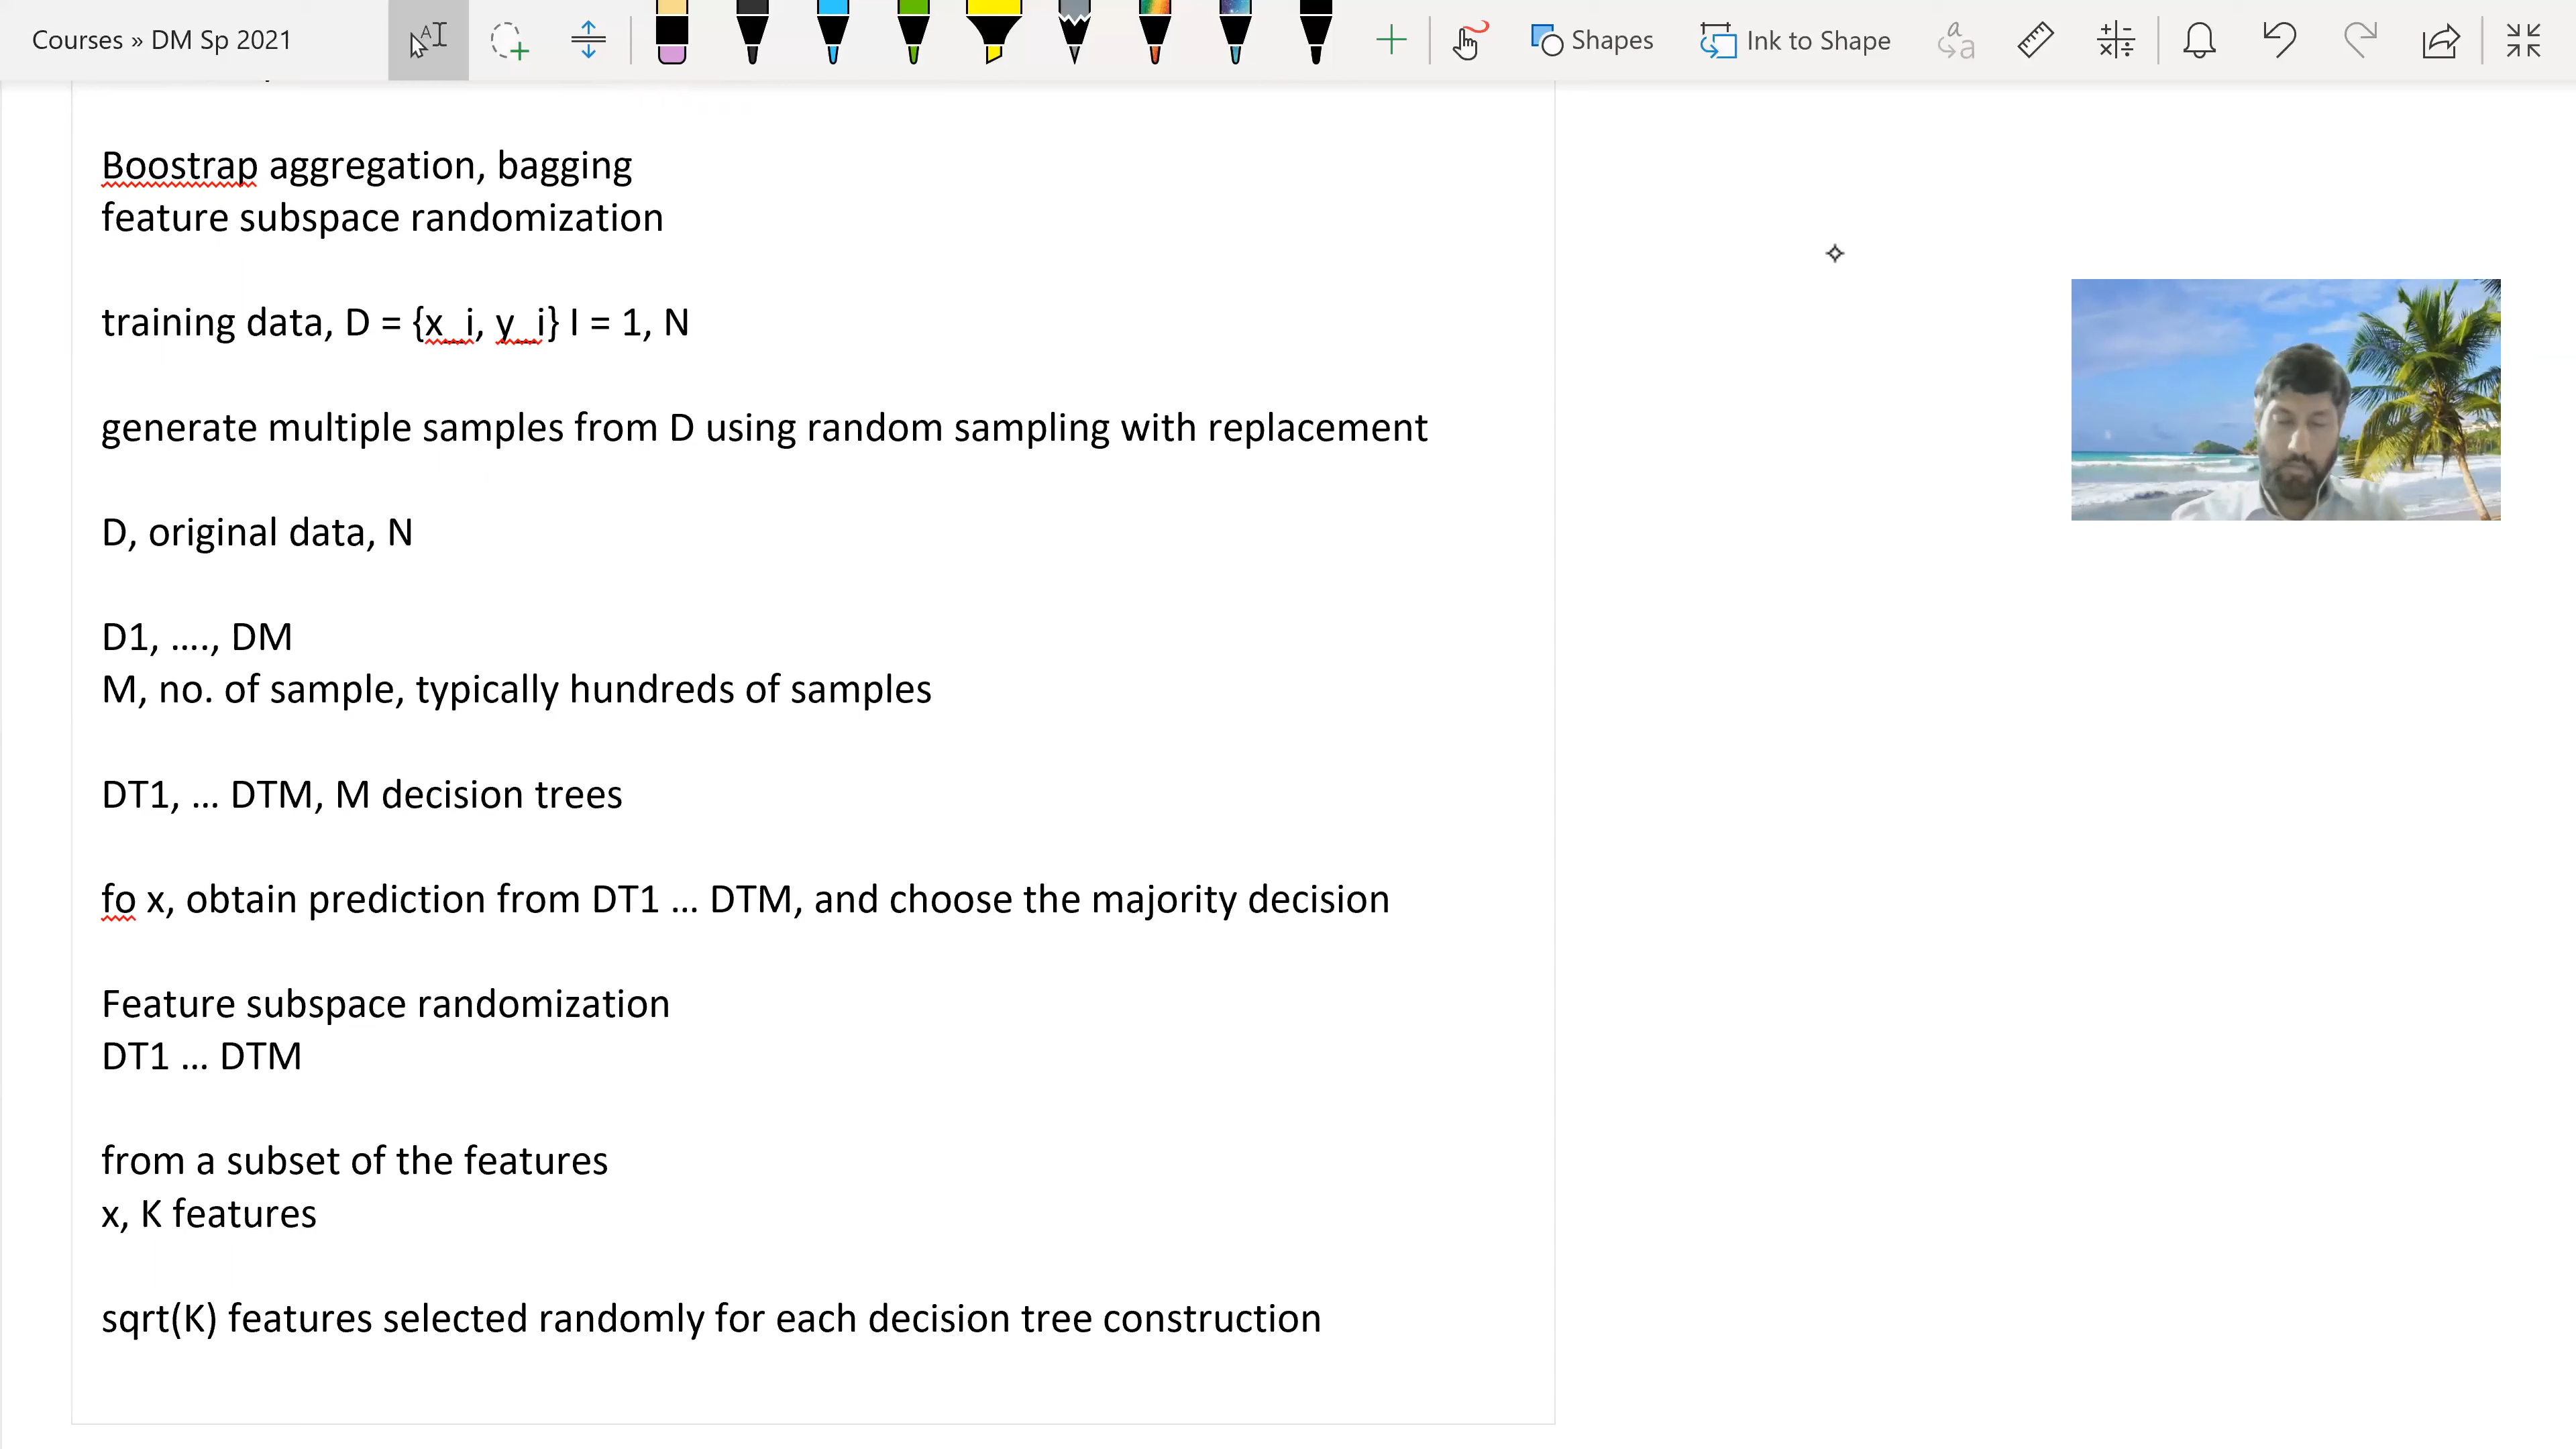 Courses » DM Sp 2021
Shapes
Ink to Shape
Boostrap aggregation, bagging
feature subspace randomization
training data, D = {x_i, y_i} I = 1, N
generate multiple samples from D using random sampling with replacement
D, original data, N
D1, …., DM
M, no. of sample, typically hundreds of samples
DT1, … DTM, M decision trees
fo x, obtain prediction from DT1 … DTM, and choose the majority decision
Feature subspace randomization
DT1 … DTM
from a subset of the features
x, K features
sqrt(K) features selected randomly for each decision tree construction